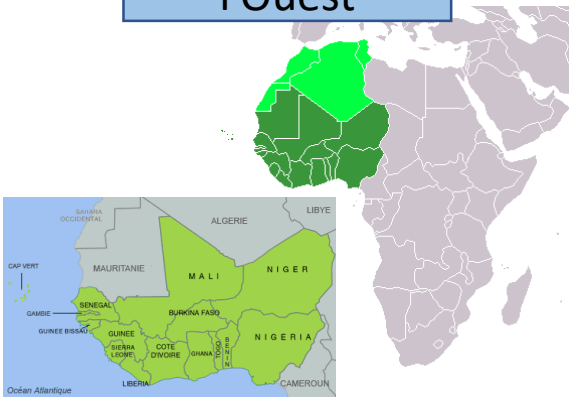 l'Ouest
SAHARA
OCCIDENTAL
ALGERIE
LIBYE
CAP VERT
MAURITANIE
MALI
NIGER
SENEGAL
GAMBIE
BURKINA FASO
GUINEE BISSAU
GUINEE
NIGERIA
SIERRA
LEONE
COTE
D'IVOIRE
GHANA
TOGO
BENIN
LIBERIA
CAMEROUN
Océan Atlantique